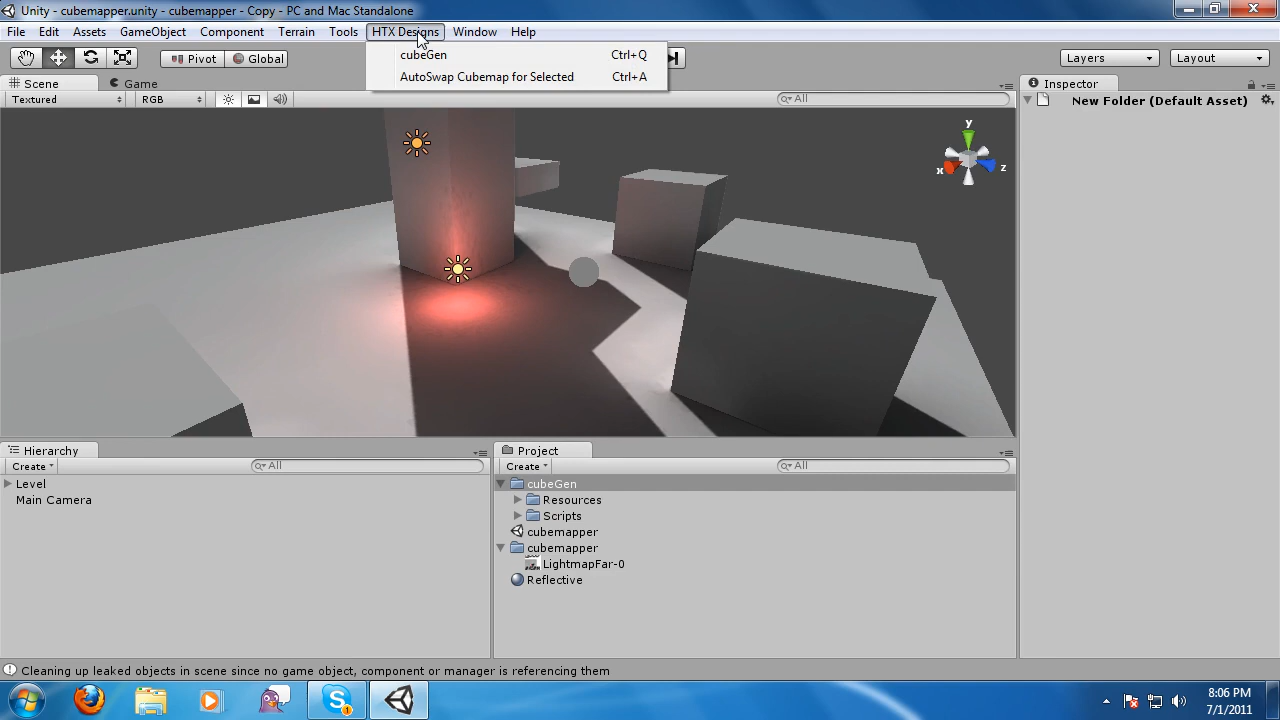 Unity - cubemapper.unity - cubemapper - Copy - PC and Mac Standalone
File Edit Assets GameObject Component Terrain Tools HTX Designs Window Help
cubeGen Ctrl+Q
AutoSwap Cubemap for Selected Ctrl+A
Pivot Global Layers Layout
Scene Game Inspector
Textured RGB All
New Folder (Default Asset)
y
x
z
Hierarchy
Create All
Level
Main Camera
Project
Create All
cubeGen
Resources
Scripts
cubemapper
cubemapper
LightmapFar-0
Reflective
Cleaning up leaked objects in scene since no game object, component or manager is referencing them
8:06 PM
7/1/2011